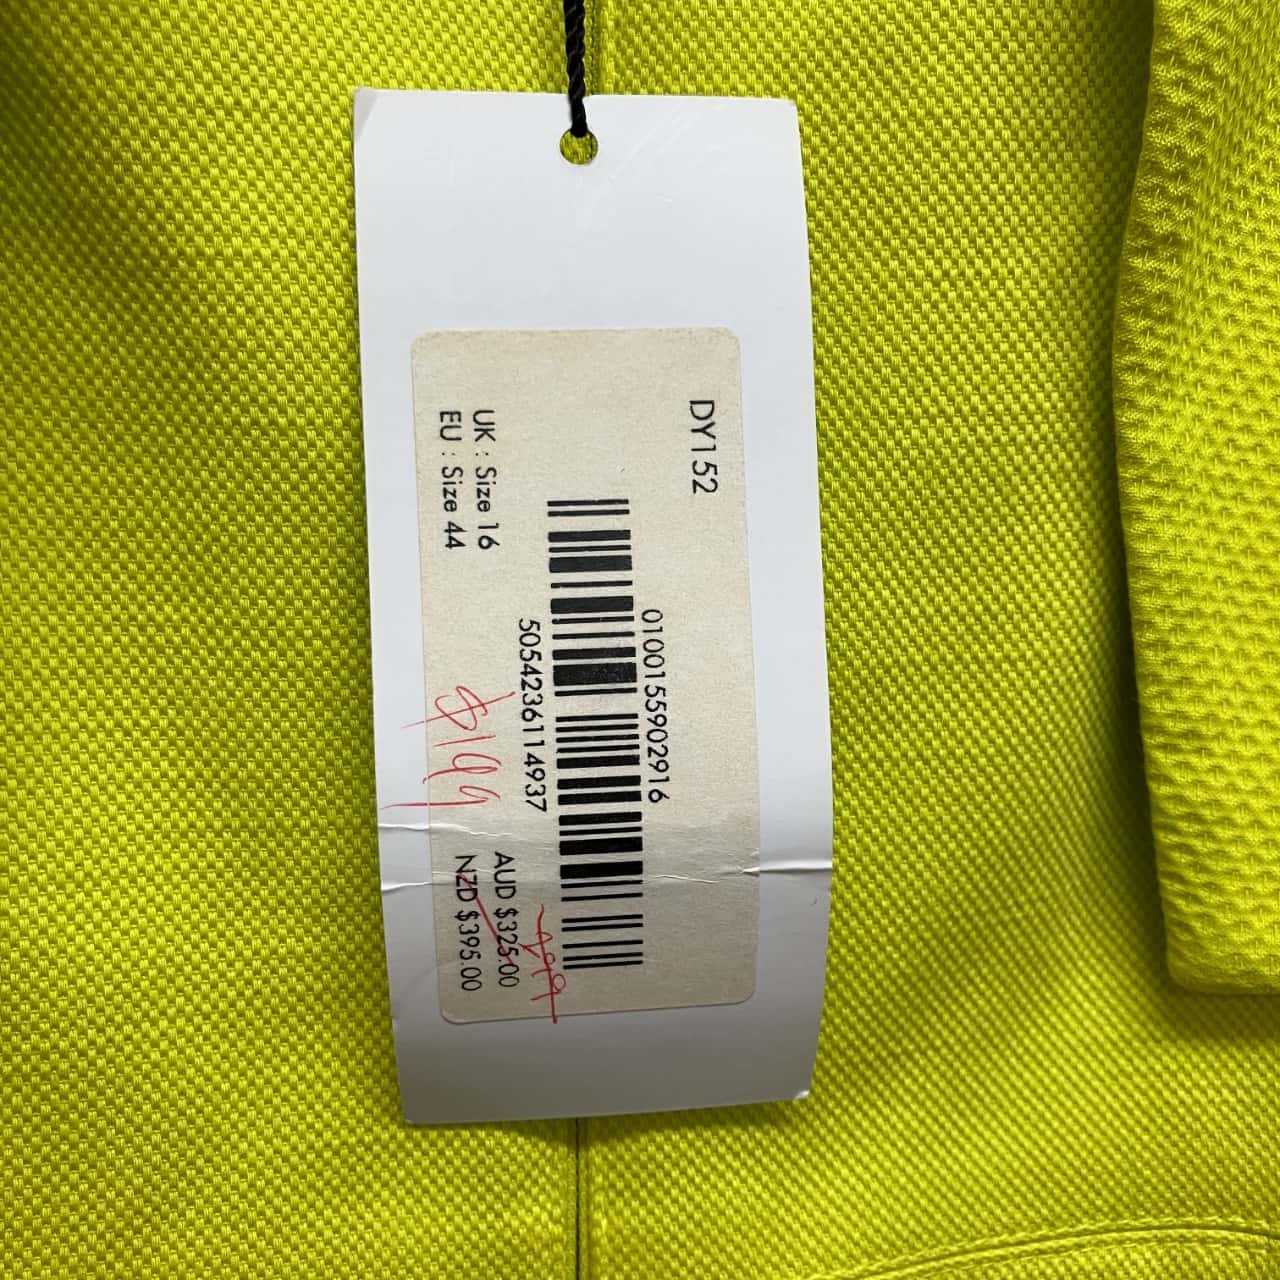 DY152
0100155902916
5054236114937
UK : Size 16
EU : Size 44
AUD $325.00
NZD $395.00
$199